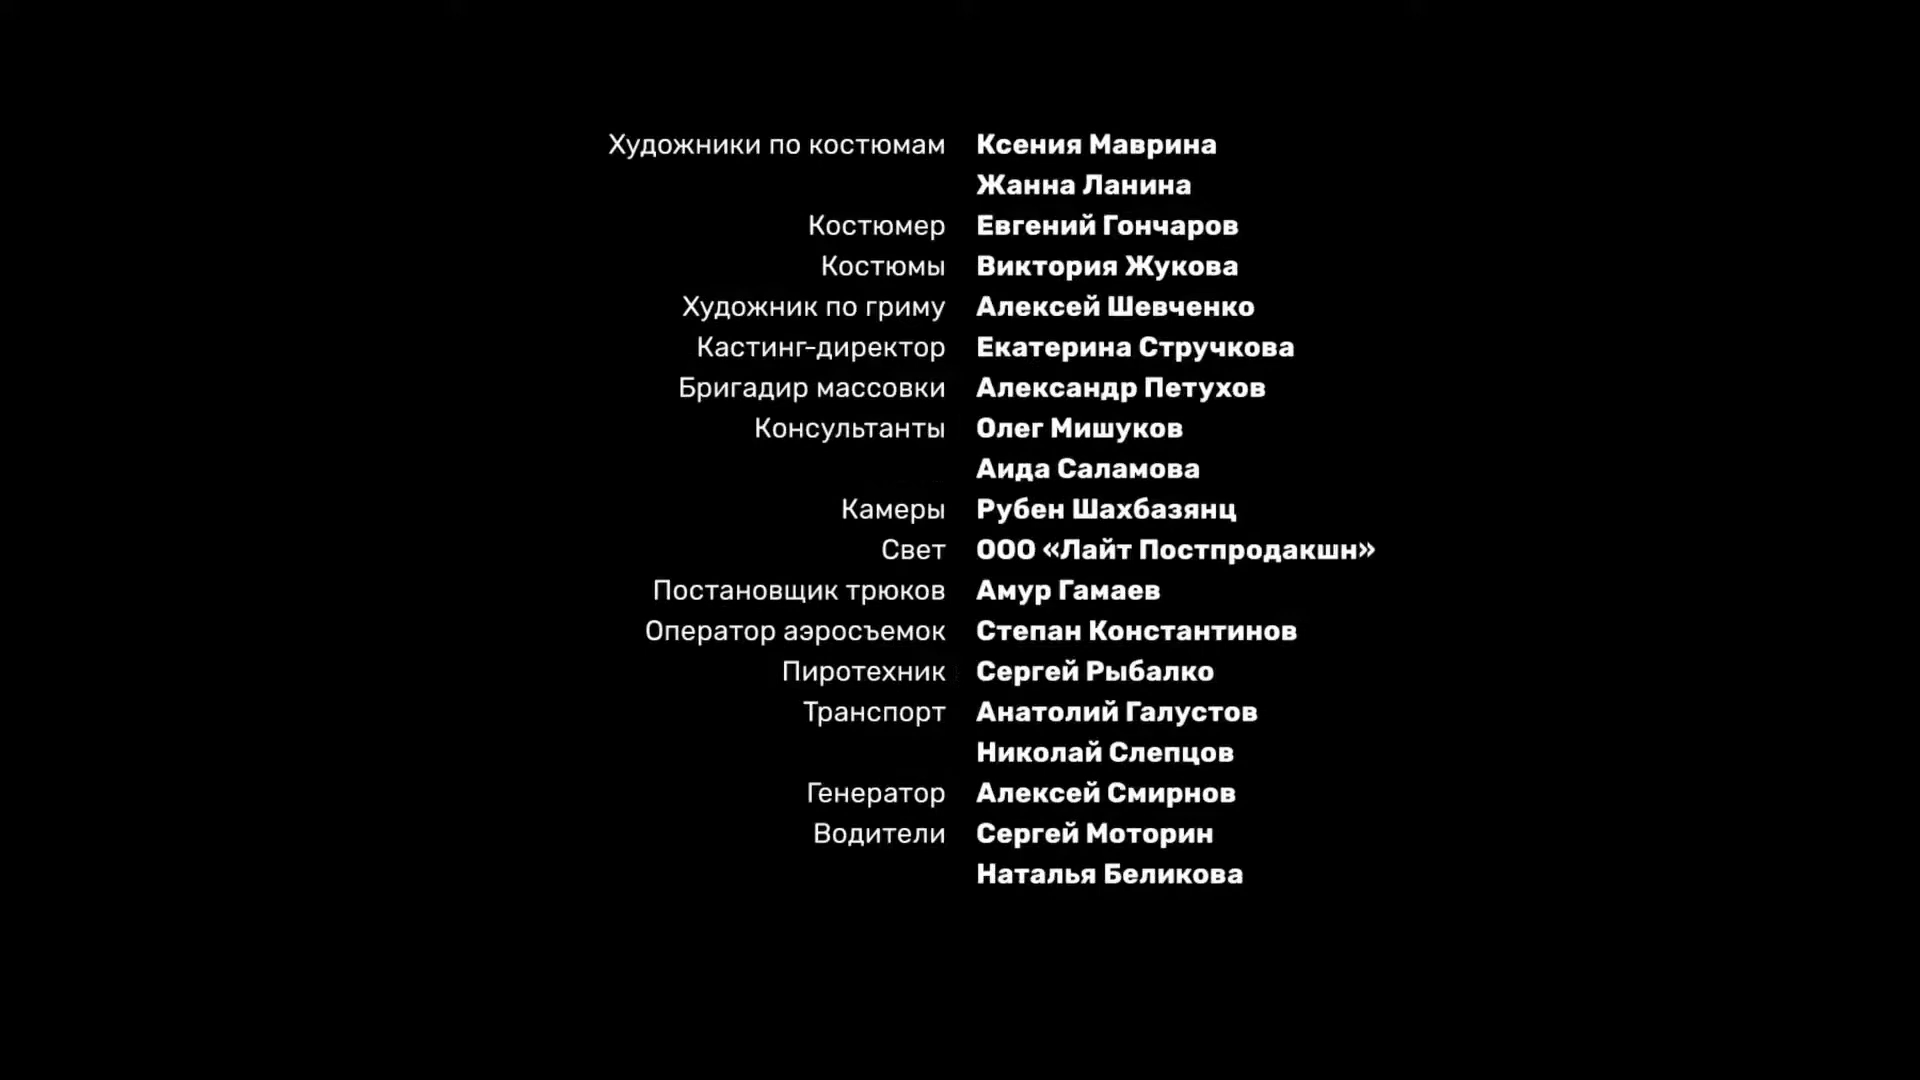 Художники по костюмам Ксения Маврина
Жанна Ланина
Костюмер Евгений Гончаров
Костюмы Виктория Жукова
Художник по гриму Алексей Шевченко
Кастинг-директор Екатерина Стручкова
Бригадир массовки Александр Петухов
Консультанты Олег Мишуков
Аида Саламова
Камеры Рубен Шахбазянц
Свет ООО «Лайт Постпродакшн»
Постановщик трюков Амур Гамаев
Оператор аэросъемок Степан Константинов
Пиротехник Сергей Рыбалко
Транспорт Анатолий Галустов
Николай Слепцов
Генератор Алексей Смирнов
Водители Сергей Моторин
Наталья Беликова